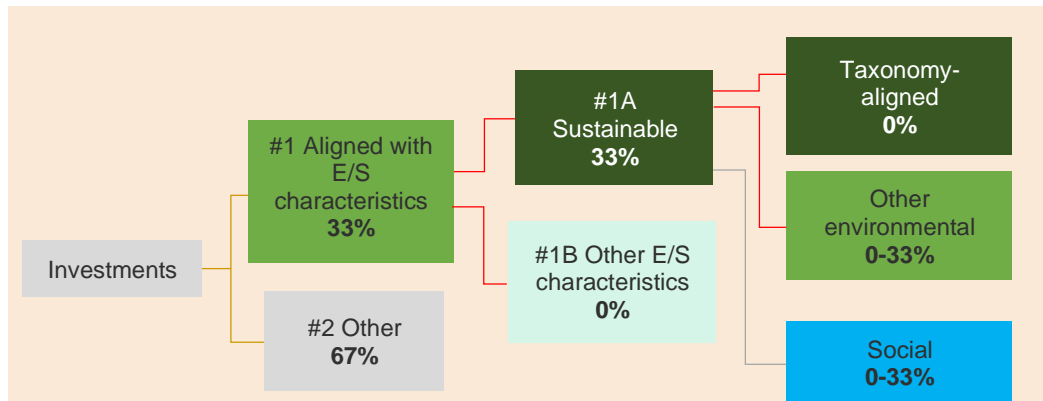 Investments
#1 Aligned with
E/S
characteristics
33%
#2 Other
67%
#1A
Sustainable
33%
#1B Other E/S
characteristics
0%
Taxonomy-
aligned
0%
Other
environmental
0-33%
Social
0-33%